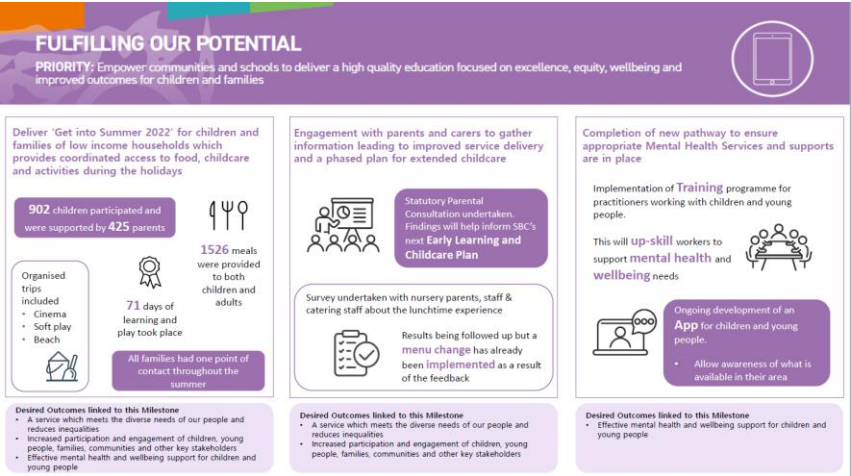 FULFILLING OUR POTENTIAL
PRIORITY: Empower communities and schools to deliver a high quality education focused on excellence, equity, wellbeing and
improved outcomes for children and families
Deliver 'Get into Summer 2022' for children and
families of low income households which
provides coordinated access to food, childcare
and activities during the holidays
902 children participated and
were supported by 425 parents
1526 meals
were provided
to both
children and
adults
Organised
trips
included
• Cinema
• Soft play
• Beach
71 days of
learning and
play took place
All families had one point of
contact throughout the
summer
Desired Outcomes linked to this Milestone
• A service which meets the diverse needs of our people and
reduces inequalities
• Increased participation and engagement of children, young
people, families, communities and other key stakeholders
• Effective mental health and wellbeing support for children and
young people
Engagement with parents and carers to gather
information leading to improved service delivery
and a phased plan for extended childcare
Statutory Parental
Consultation undertaken.
Findings will help inform SBC's
next Early Learning and
Childcare Plan
Survey undertaken with nursery parents, staff &
catering staff about the lunchtime experience
Results being followed up but a
menu change has already
been implemented as a result
of the feedback
Desired Outcomes linked to this Milestone
• A service which meets the diverse needs of our people and
reduces inequalities
• Increased participation and engagement of children, young
people, families, communities and other key stakeholders
Completion of new pathway to ensure
appropriate Mental Health Services and supports
are in place
Implementation of Training programme for
practitioners working with children and young
people.
This will up-skill workers to
support mental health and
wellbeing needs
Ongoing development of an
App for children and young
people.
• Allow awareness of what is
available in their area
Desired Outcomes linked to this Milestone
• Effective mental health and wellbeing support for children and
young people